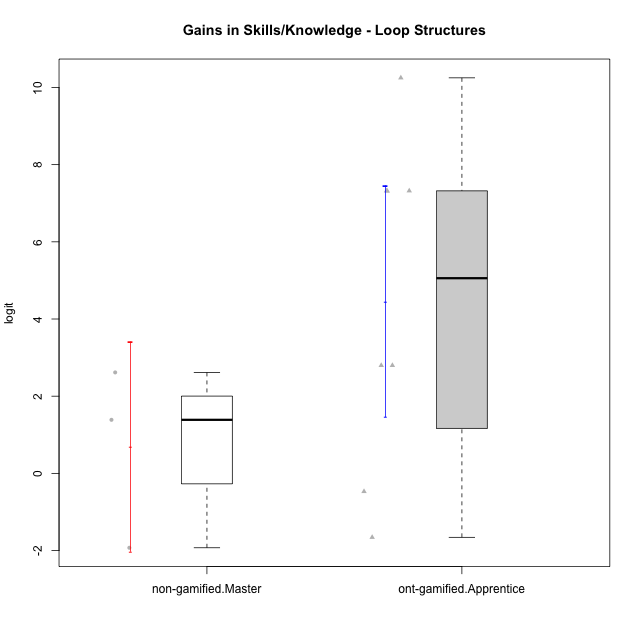 Gains in Skills/Knowledge - Loop Structures
logit
10
8
6
4
2
0
-2
non-gamified.Master
ont-gamified.Apprentice